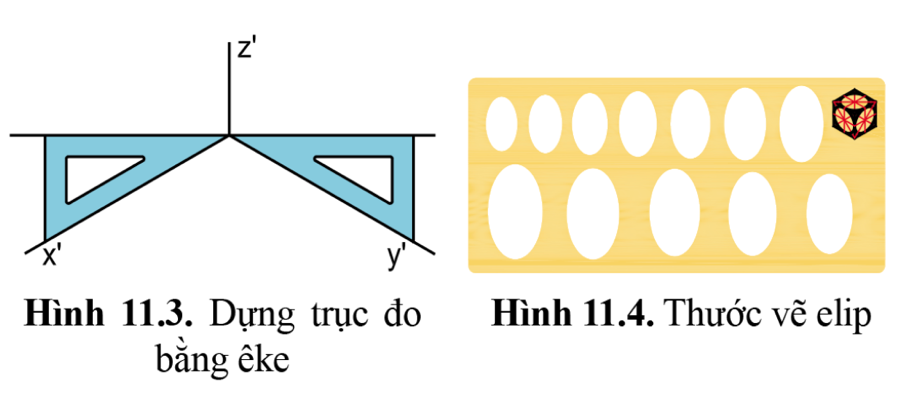 z'
x'
y'
Hình 11.3. Dựng trục đo
bằng êke
Hình 11.4. Thước vẽ elip